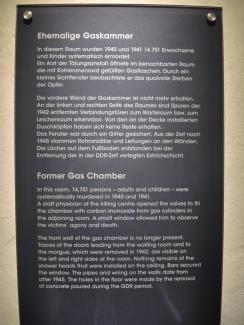 Ehemalige Gaskammer
In diesem Raum wurden 1940 und 1941 14.751 Erwachsene
und Kinder systematisch ermordet.
Ein Arzt der Tötungsanstalt öffnete im benachbarten Raum
die mit Kohlenmonoxid gefüllten Gasflaschen. Durch ein
kleines Sichtfenster beobachtete er das qualvolle Sterben
der Opfer.
Die vordere Wand der Gaskammer ist nicht mehr erhalten.
An der linken und rechten Seite des Raumes sind Spuren der
1942 entfernten Verbindungstüren zum Warteraum bzw. zum
Leichenraum erkennbar. Von den an der Decke installierten
Duschköpfen haben sich keine Reste erhalten.
Das Fenster war durch ein Gitter gesichert. Aus der Zeit nach
1945 stammen Rohransätze und Leitungen an den Wänden.
Die Löcher auf dem Fußboden entstanden bei der
Entfernung der in der DDR-Zeit verlegten Estrichschicht.
Former Gas Chamber
In this room, 14,751 persons – adults and children – were
systematically murdered in 1940 and 1941.
A staff physician of the killing centre opened the valves to fill
the chamber with carbon monoxide from gas cylinders in
the adjoining room. A small window allowed him to observe
the victims' agony and death.
The front wall of the gas chamber is no longer present.
Traces of the doors leading from the waiting room and to
the morgue, which were removed in 1942, are visible on
the left and right sides of the room. Nothing remains of the
shower heads that were installed on the ceiling. Bars secured
the window. The pipes and wiring on the walls date from
after 1945. The holes in the floor were made by the removal
of concrete poured during the GDR period.